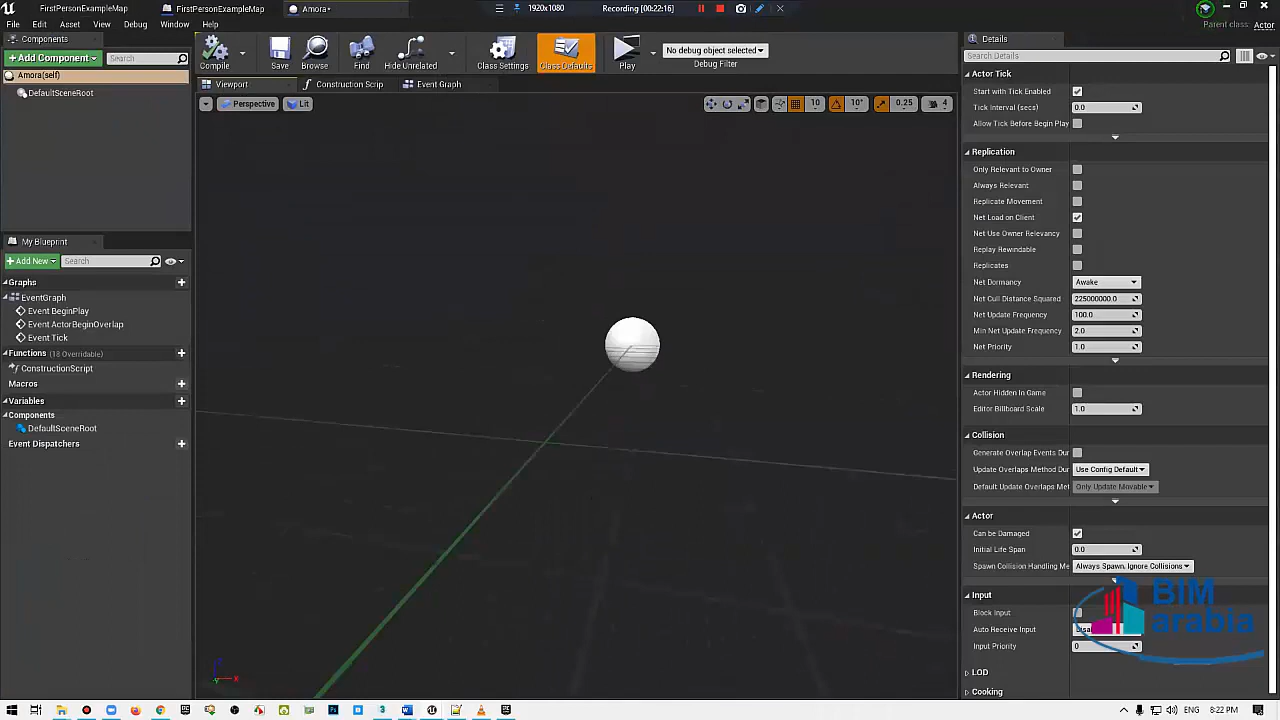 FirstPersonExampleMap
FirstPersonExampleMap
Amora•
1920x1080
Recording [00:22:16]
File
Edit
Asset
View
Debug
Window
Help
Parent class: Actor
Components
+Add Component
Search
Amora(self)
DefaultSceneRoot
Compile
Save
Browse
Find
Hide Unrelated
Class Settings
Class Defaults
Play
No debug object selected
Debug Filter
Viewport
Construction Scrip
Event Graph
Perspective
Lit
10
10°
0.25
4
My Blueprint
+Add New
Search
Graphs
EventGraph
Event BeginPlay
Event ActorBeginOverlap
Event Tick
Functions (18 Overridable)
ConstructionScript
Macros
Variables
Components
DefaultSceneRoot
Event Dispatchers
Details
Search Details
Actor Tick
Start with Tick Enabled
Tick Interval (secs)
0.0
Allow Tick Before Begin Play
Replication
Only Relevant to Owner
Always Relevant
Replicate Movement
Net Load on Client
Net Use Owner Relevancy
Replay Rewindable
Replicates
Net Dormancy
Awake
Net Cull Distance Squared
225000000.0
Net Update Frequency
100.0
Min Net Update Frequency
2.0
Net Priority
1.0
Rendering
Actor Hidden In Game
Editor Billboard Scale
1.0
Collision
Generate Overlap Events Dur
Update Overlaps Method Dur
Use Config Default
Default Update Overlaps Met
Only Update Movable
Actor
Can be Damaged
Initial Life Span
0.0
Spawn Collision Handling Me
Always Spawn, Ignore Collisions
Input
Block Input
Auto Receive Input
Disa
Input Priority
0
LOD
Cooking
BIM
arabia
z
x
ENG
8:22 PM